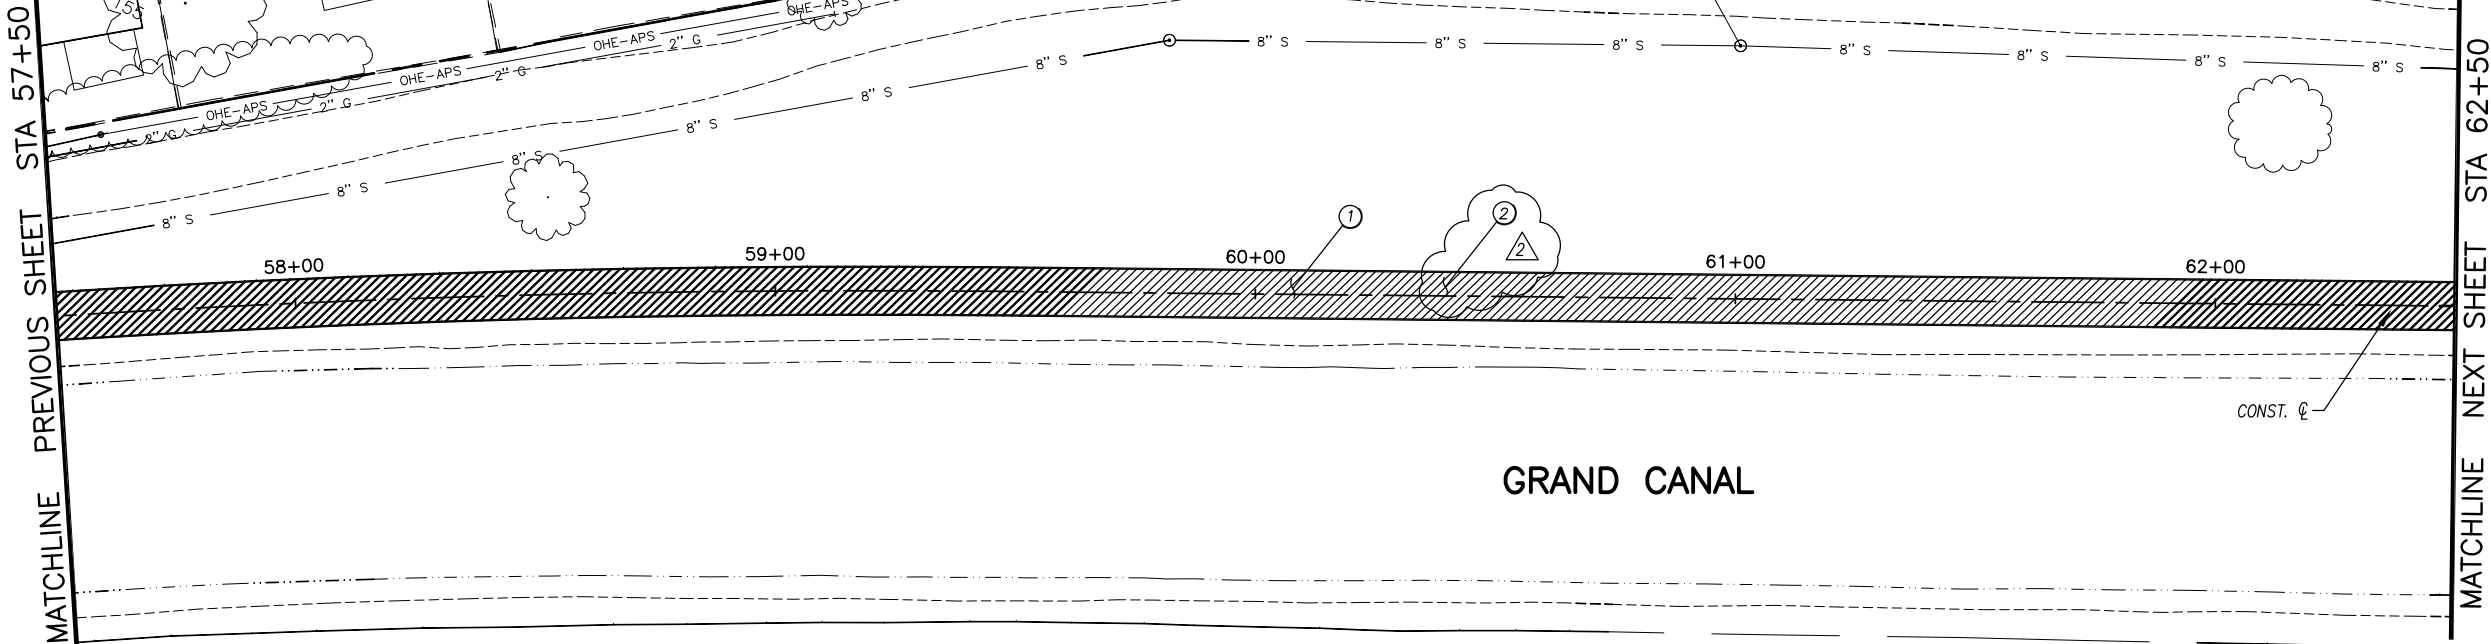 MATCHLINE PREVIOUS SHEET STA 57+50
155
OHE-APS
OHE-APS
OHE-APS
OHE-APS
2" G
2" G
2" G
2" G
8" S
8" S
8" S
8" S
8" S
8" S
8" S
8" S
8" S
8" S
8" S
8" S
8" S
1
2
2
58+00
59+00
60+00
61+00
62+00
CONST. ℄
GRAND CANAL
MATCHLINE NEXT SHEET STA 62+50